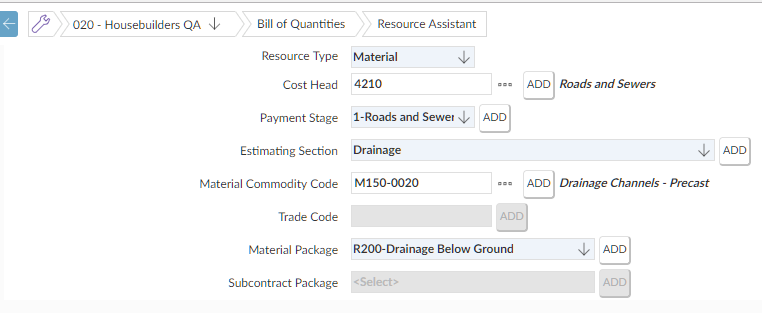 020 - Housebuilders QA Bill of Quantities Resource Assistant
Resource Type Material
Cost Head 4210 ADD Roads and Sewers
Payment Stage 1-Roads and Sewer ADD
Estimating Section Drainage ADD
Material Commodity Code M150-0020 ADD Drainage Channels - Precast
Trade Code ADD
Material Package R200-Drainage Below Ground ADD
Subcontract Package <Select> ADD